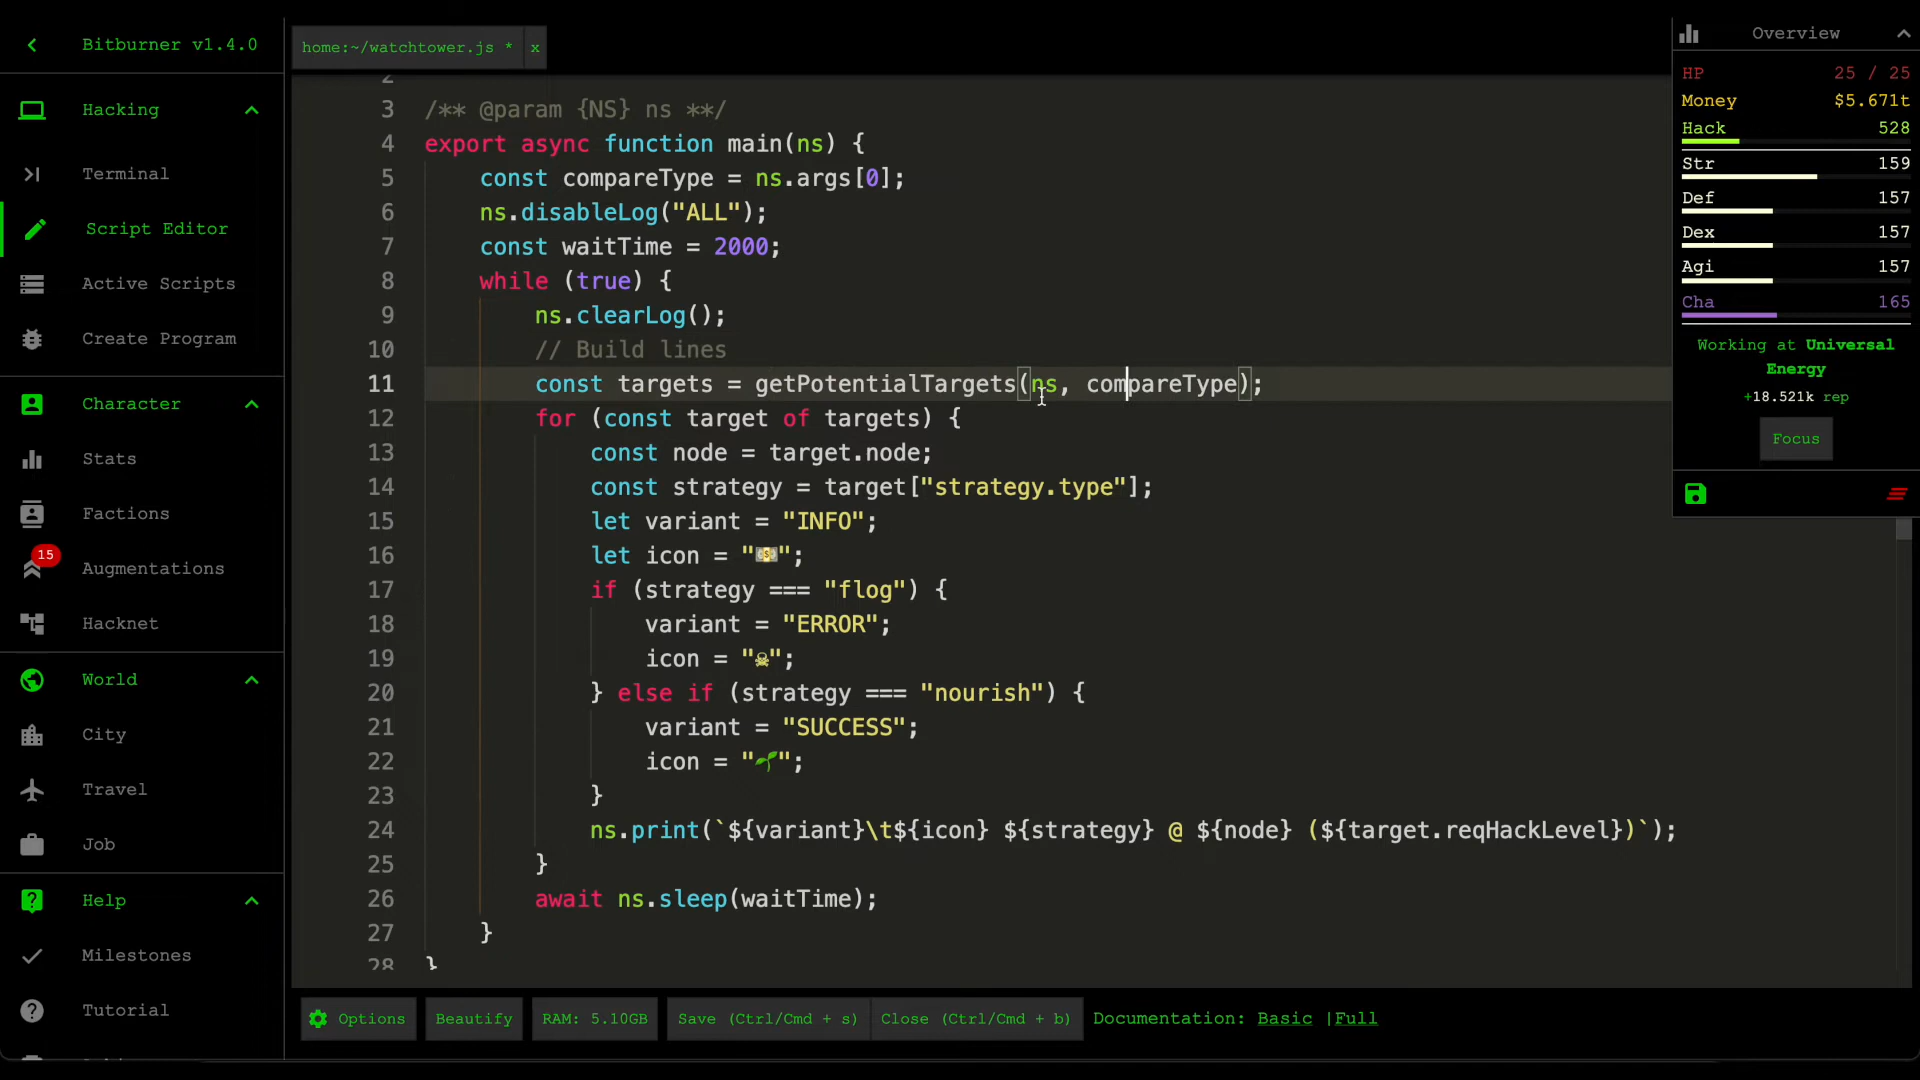 Bitburner v1.4.0
Hacking
Terminal
Script Editor
Active Scripts
Create Program
Character
Stats
Factions
15
Augmentations
Hacknet
World
City
Travel
Job
Help
Milestones
Tutorial
home:~/watchtower.js * x
2
3 /** @param {NS} ns **/
4 export async function main(ns) {
5 const compareType = ns.args[0];
6 ns.disableLog("ALL");
7 const waitTime = 2000;
8 while (true) {
9 ns.clearLog();
10 // Build lines
11 const targets = getPotentialTargets(ns, compareType);
12 for (const target of targets) {
13 const node = target.node;
14 const strategy = target["strategy.type"];
15 let variant = "INFO";
16 let icon = "💴";
17 if (strategy === "flog") {
18 variant = "ERROR";
19 icon = "☠";
20 } else if (strategy === "nourish") {
21 variant = "SUCCESS";
22 icon = "🌱";
23 }
24 ns.print(`${variant}\t${icon} ${strategy} @ ${node} (${target.reqHackLevel})`);
25 }
26 await ns.sleep(waitTime);
27 }
28 }
Options Beautify RAM: 5.10GB Save (Ctrl/Cmd + s) Close (Ctrl/Cmd + b) Documentation: Basic |Full
Overview
HP 25 / 25
Money $5.671t
Hack 528
Str 159
Def 157
Dex 157
Agi 157
Cha 165
Working at Universal
Energy
+18.521k rep
Focus